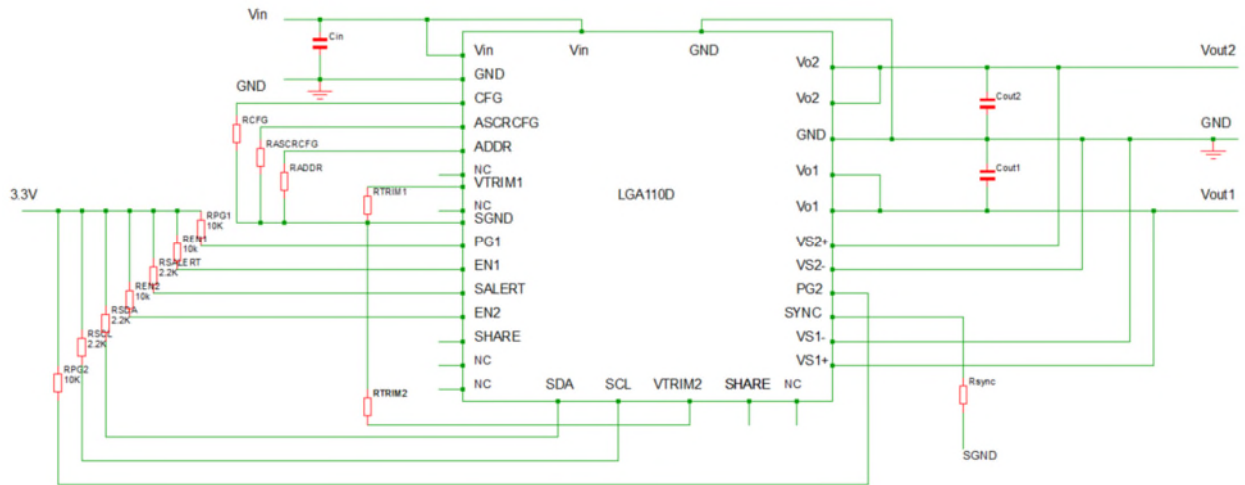 Vin
Cin
Vin
GND
Vin
GND
GND
CFG
RCFG
ASCRCFG
RASCRCFG
ADDR
RADDR
NC
VTRIM1
RTRIM1
NC
SGND
3.3V
RPG1
10K
PG1
REN1
10k
EN1
RSALERT
2.2K
SALERT
REN2
10k
EN2
RSDA
2.2K
SHARE
RSCL
2.2K
NC
RPG2
10K
NC
RTRIM2
SDA
SCL
VTRIM2
SHARE
NC
LGA110D
Vo2
Vout2
Vo2
Cout2
GND
GND
Vo1
Cout1
Vo1
Vout1
VS2+
VS2-
PG2
SYNC
VS1-
VS1+
Rsync
SGND